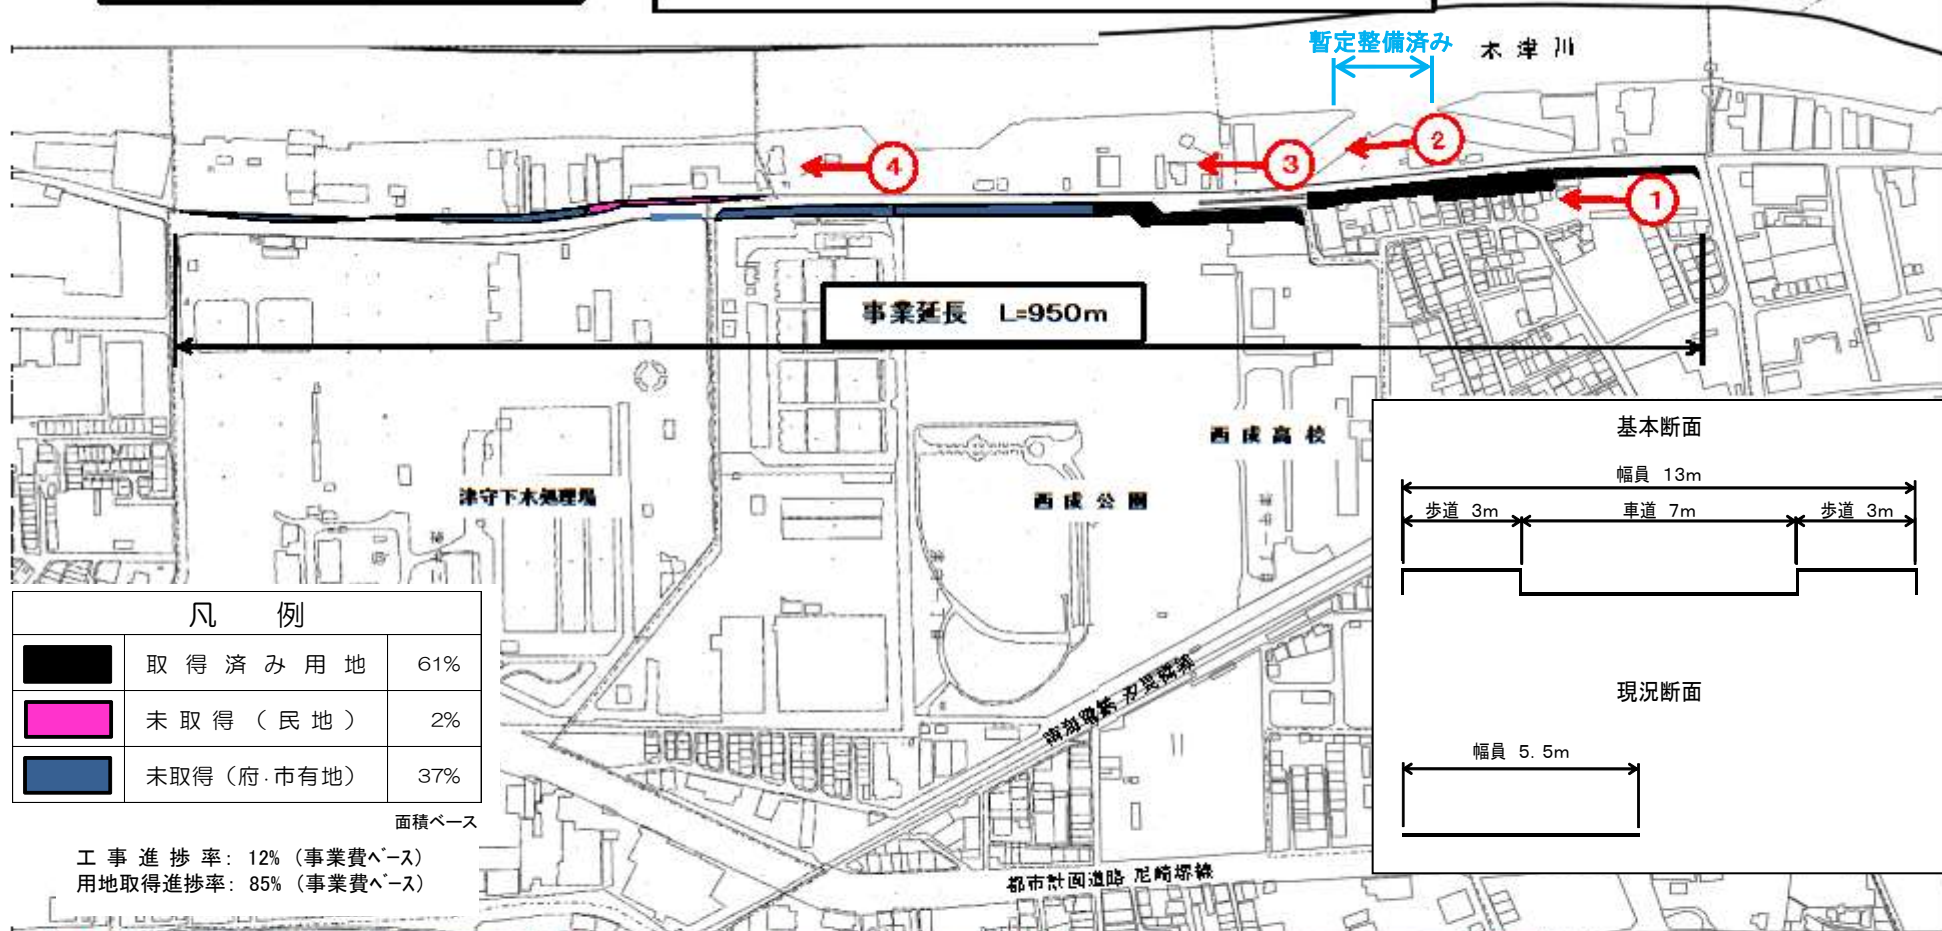 暫定整備済み
木津川
④
③
②
①
事業延長 L=950m
西成高校
津守下水処理場
西成公園
南海電鉄 汐見橋線
都市計画道路 尼崎堺線
基本断面
幅員 13m
歩道 3m 車道 7m 歩道 3m
現況断面
幅員 5.5m
凡例
取得済み用地 61%
未取得(民地) 2%
未取得(府・市有地) 37%
面積ベース
工事進捗率: 12% (事業費ベース)
用地取得進捗率: 85% (事業費ベース)